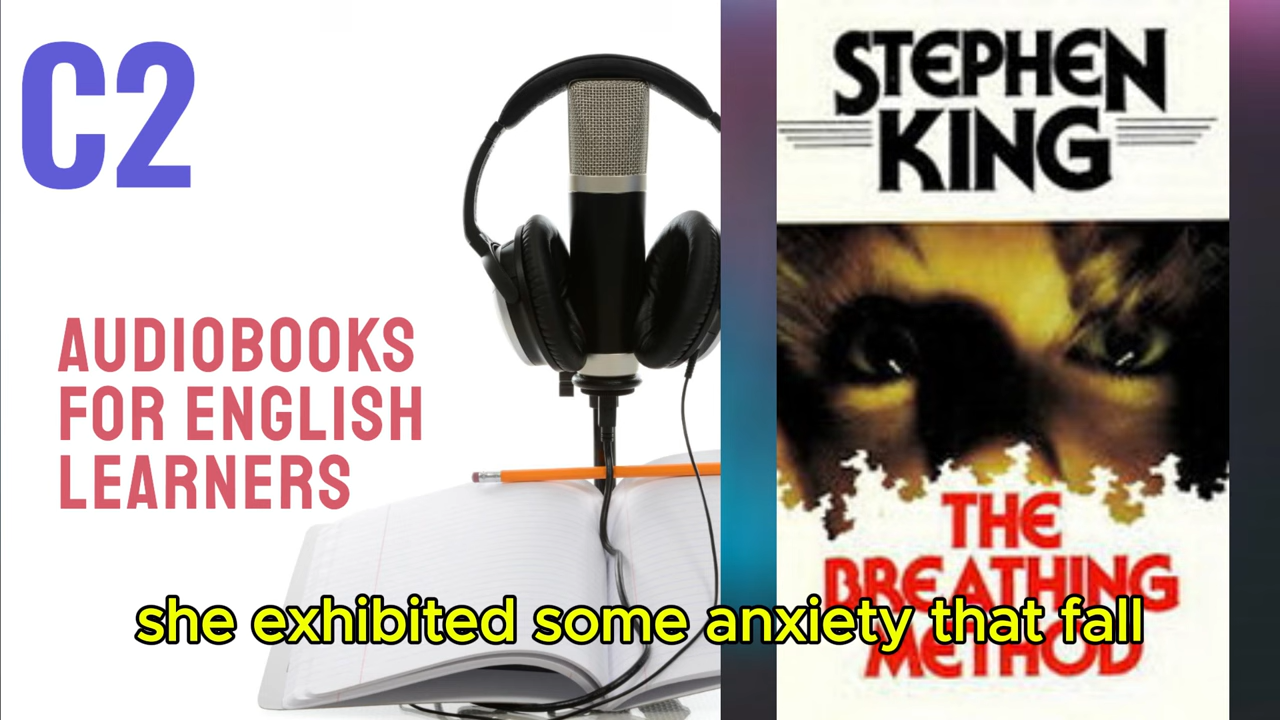 C2
AUDIOBOOKS
FOR ENGLISH
LEARNERS
STEPHEN
KING
THE
BREATHING
METHOD
she exhibited some anxiety that fall